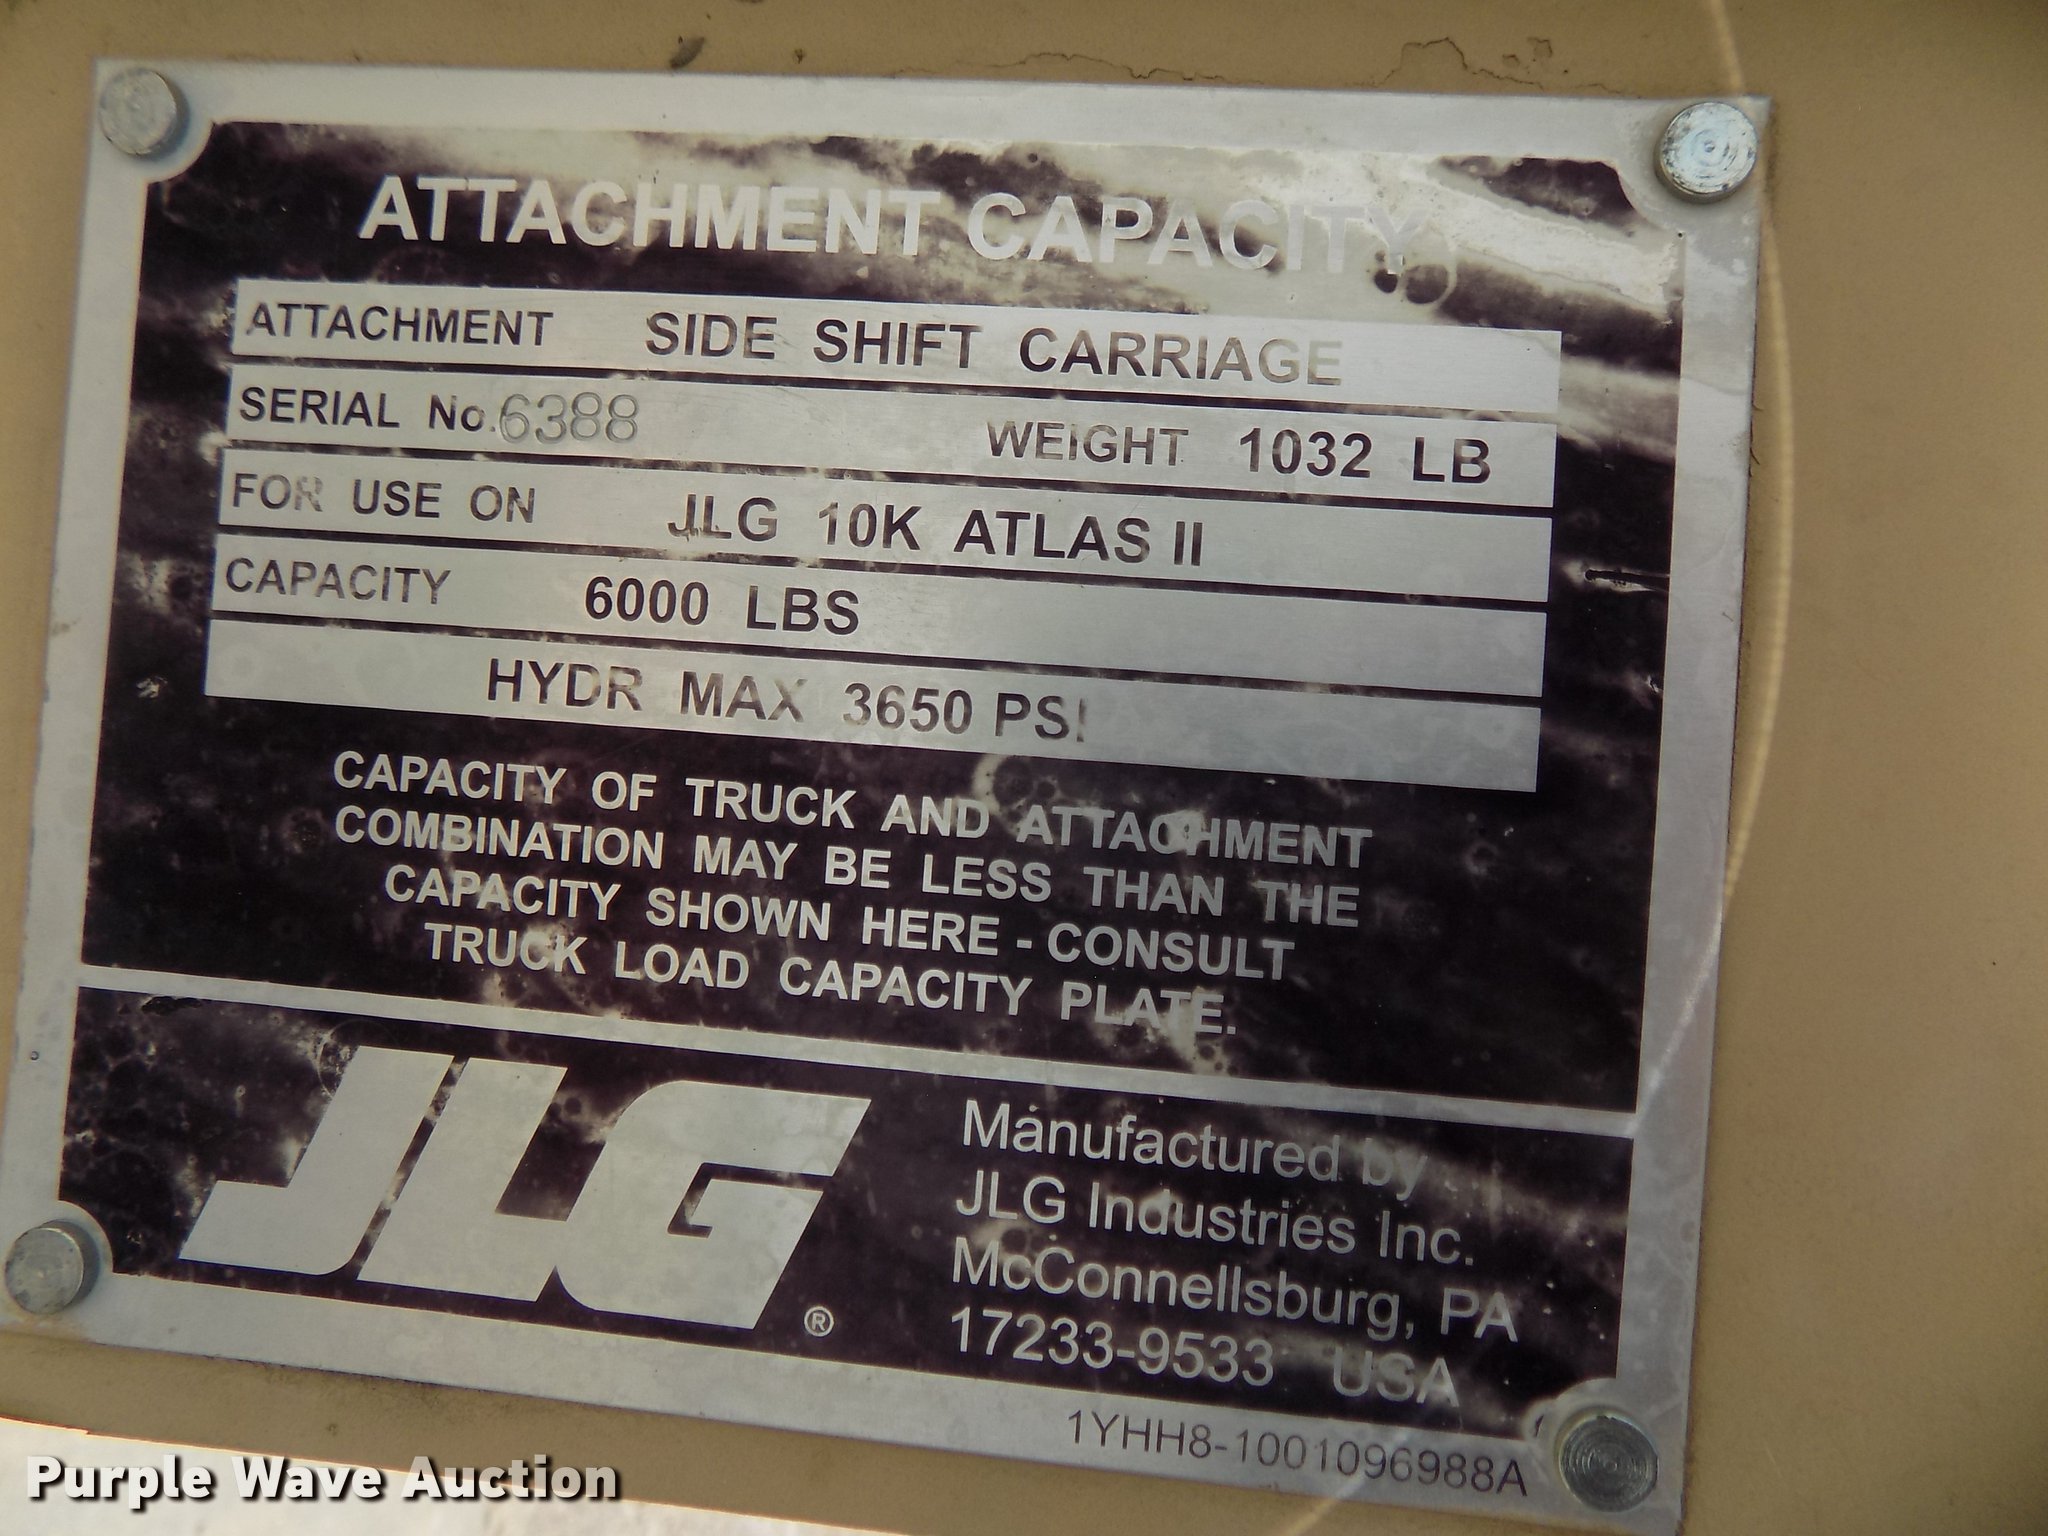 ATTACHMENT CAPACITY
ATTACHMENT SIDE SHIFT CARRIAGE
SERIAL No. 6388 WEIGHT 1032 LB
FOR USE ON JLG 10K ATLAS II
CAPACITY 6000 LBS
HYDR MAX 3650 PSI
CAPACITY OF TRUCK AND ATTACHMENT
COMBINATION MAY BE LESS THAN THE
CAPACITY SHOWN HERE - CONSULT
TRUCK LOAD CAPACITY PLATE.
JLG ®
Manufactured by
JLG Industries Inc.
McConnellsburg, PA
17233-9533 USA
1YHH8-1001096988A
Purple Wave Auction